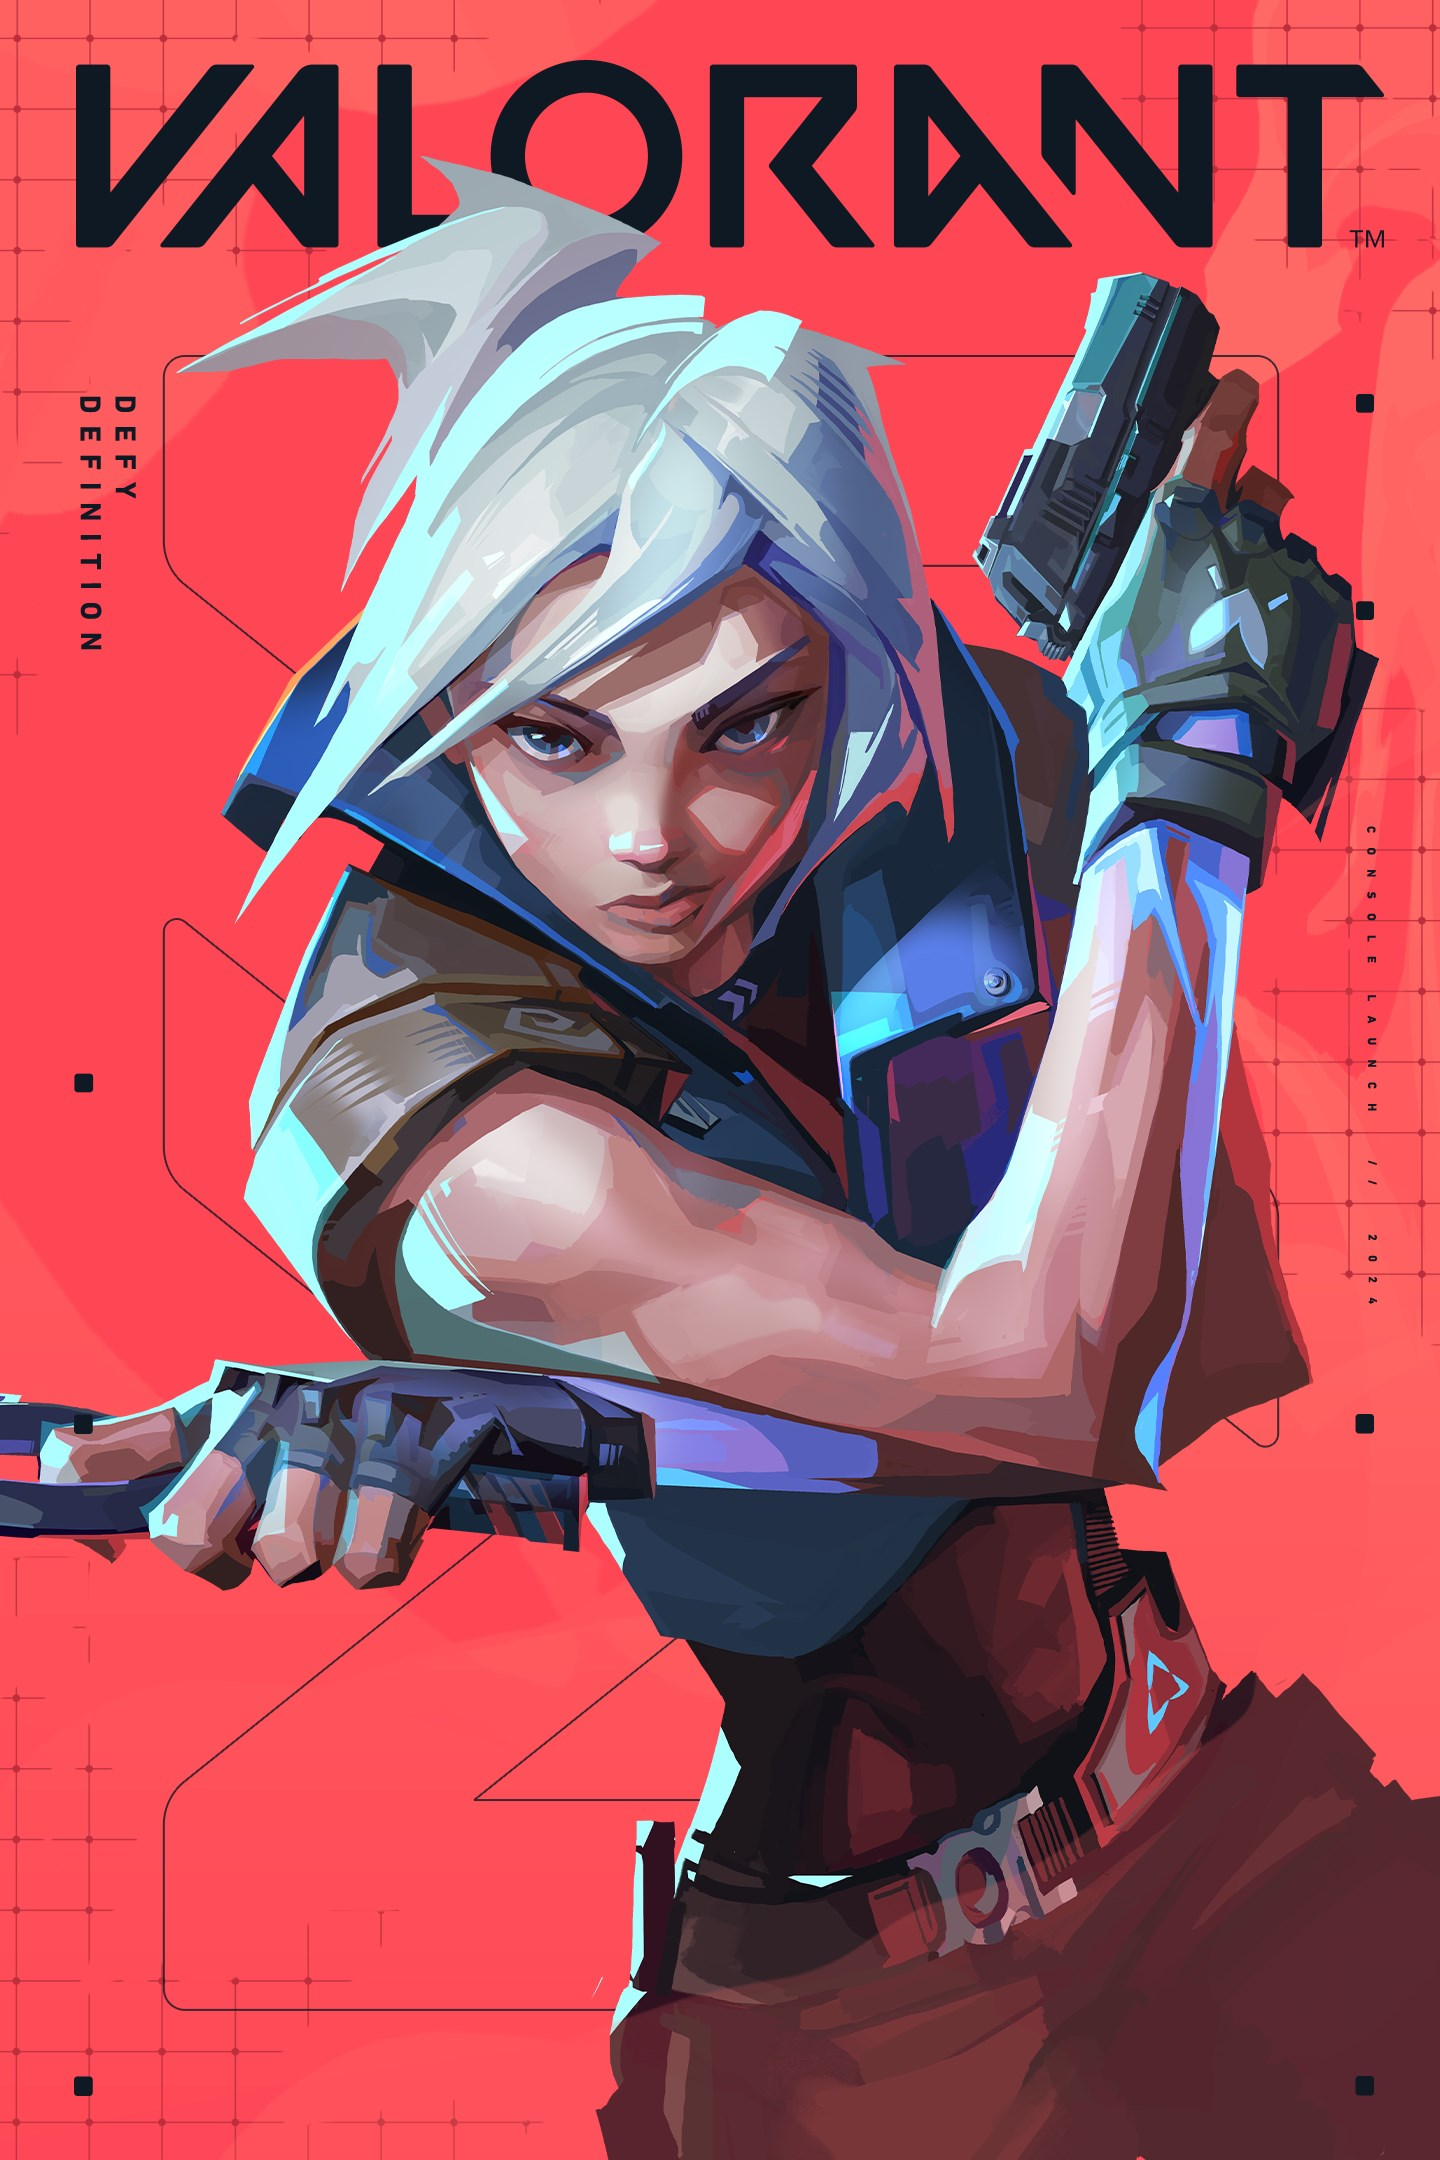 VALORANT
TM
DEFY
DEFINITION
CONSOLE LAUNCH // 2024